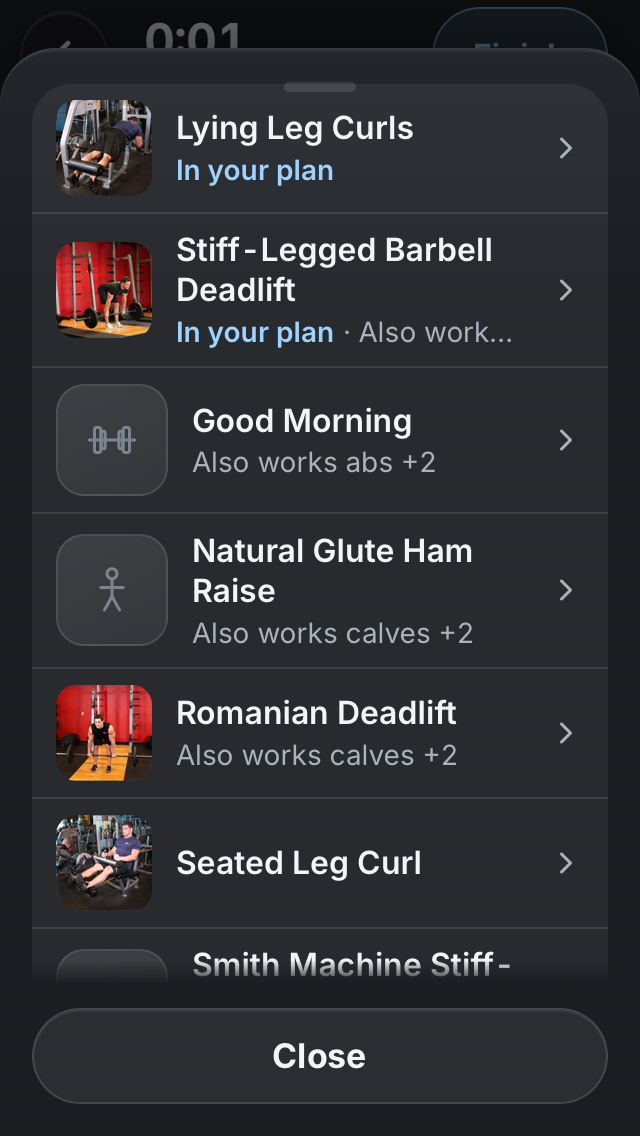 0:01
Finish
Lying Leg Curls
In your plan
Stiff-Legged Barbell
Deadlift
In your plan · Also work...
Good Morning
Also works abs +2
Natural Glute Ham
Raise
Also works calves +2
Romanian Deadlift
Also works calves +2
Seated Leg Curl
Smith Machine Stiff-
Close